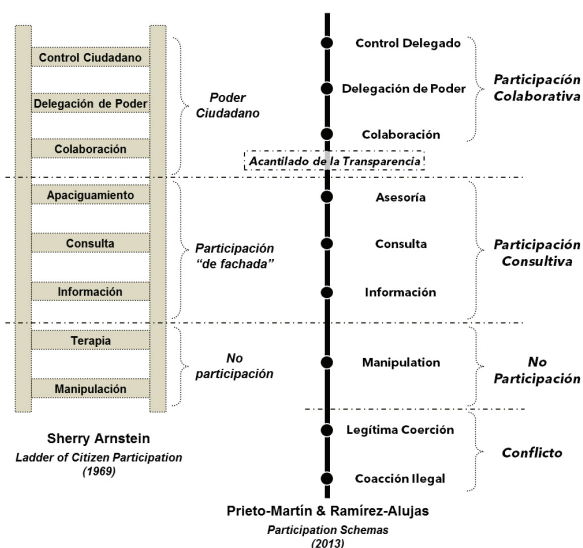 Control Ciudadano
Delegación de Poder
Colaboración
Poder
Ciudadano
Apaciguamiento
Consulta
Información
Participación
“de fachada”
Terapia
Manipulación
No
participación
Sherry Arnstein
Ladder of Citizen Participation
(1969)
Control Delegado
Delegación de Poder
Colaboración
Participación
Colaborativa
Acantilado de la Transparencia
Asesoría
Consulta
Información
Participación
Consultiva
Manipulation
No
Participación
Legítima Coerción
Coacción Ilegal
Conflicto
Prieto-Martín & Ramírez-Alujas
Participation Schemas
(2013)